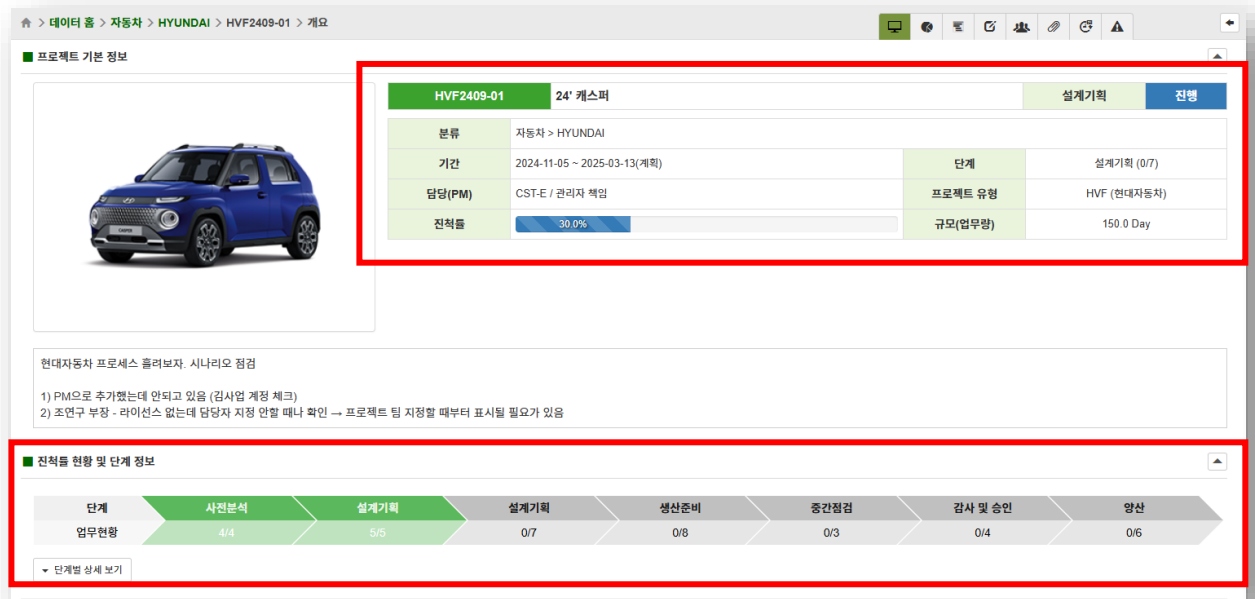 > 데이터 홈 > 자동차 > HYUNDAI > HVF2409-01 > 개요
프로젝트 기본 정보
HVF2409-01 24' 캐스퍼 설계기획 진행
분류 자동차 > HYUNDAI
기간 2024-11-05 ~ 2025-03-13(계획) 단계 설계기획 (0/7)
담당(PM) CST-E / 관리자 책임 프로젝트 유형 HVF (현대자동차)
진척률 30.0% 규모(업무량) 150.0 Day
CASPER
현대자동차 프로세스 흘려보자. 시나리오 점검
1) PM으로 추가했는데 안되고 있음 (김사업 계정 체크)
2) 조연구 부장 - 라이선스 없는데 담당자 지정 안할 때나 확인 → 프로젝트 팀 지정할 때부터 표시될 필요가 있음
진척률 현황 및 단계 정보
단계 사전분석 설계기획 설계기획 생산준비 중간점검 감사 및 승인 양산
업무현황 4/4 5/5 0/7 0/8 0/3 0/4 0/6
단계별 상세 보기